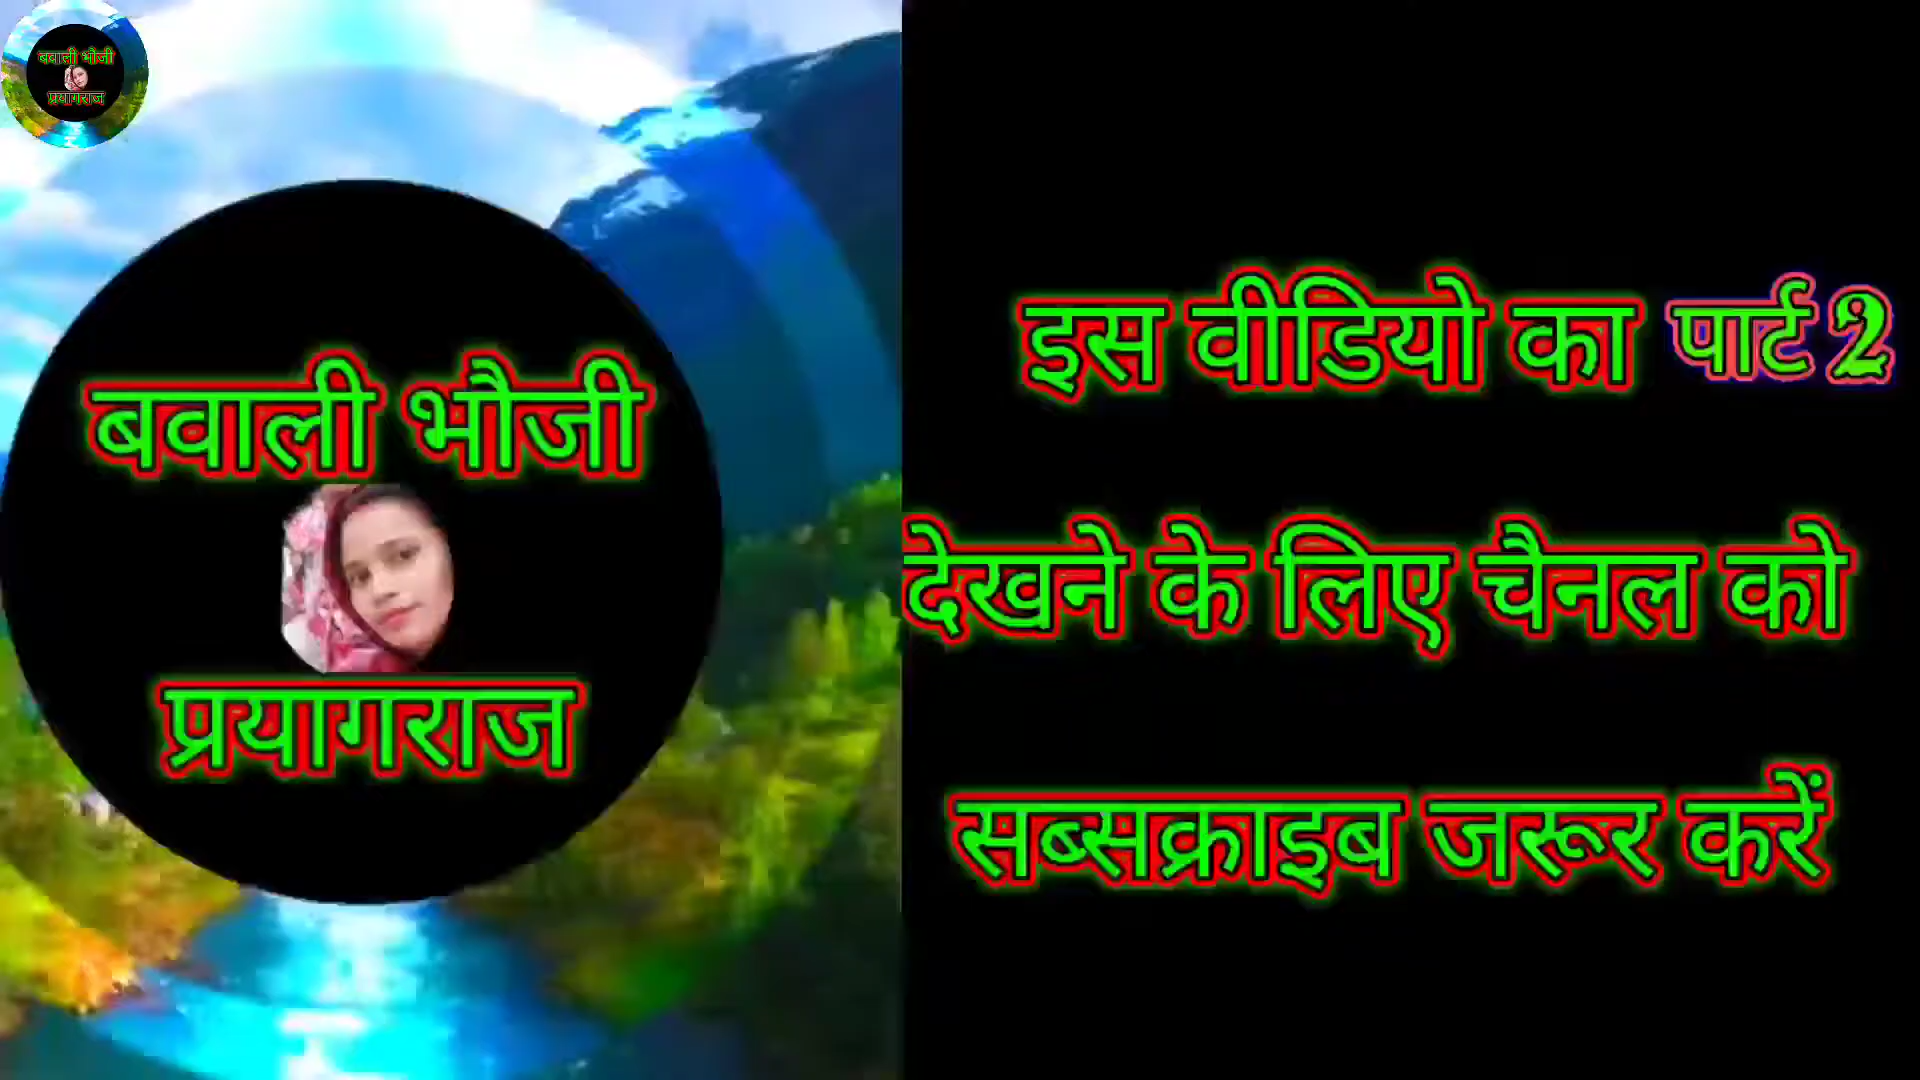 बवाली भौजी
प्रयागराज
बवाली भौजी
प्रयागराज
इस वीडियो का पार्ट 2
देखने के लिए चैनल को
सब्सक्राइब जरूर करें